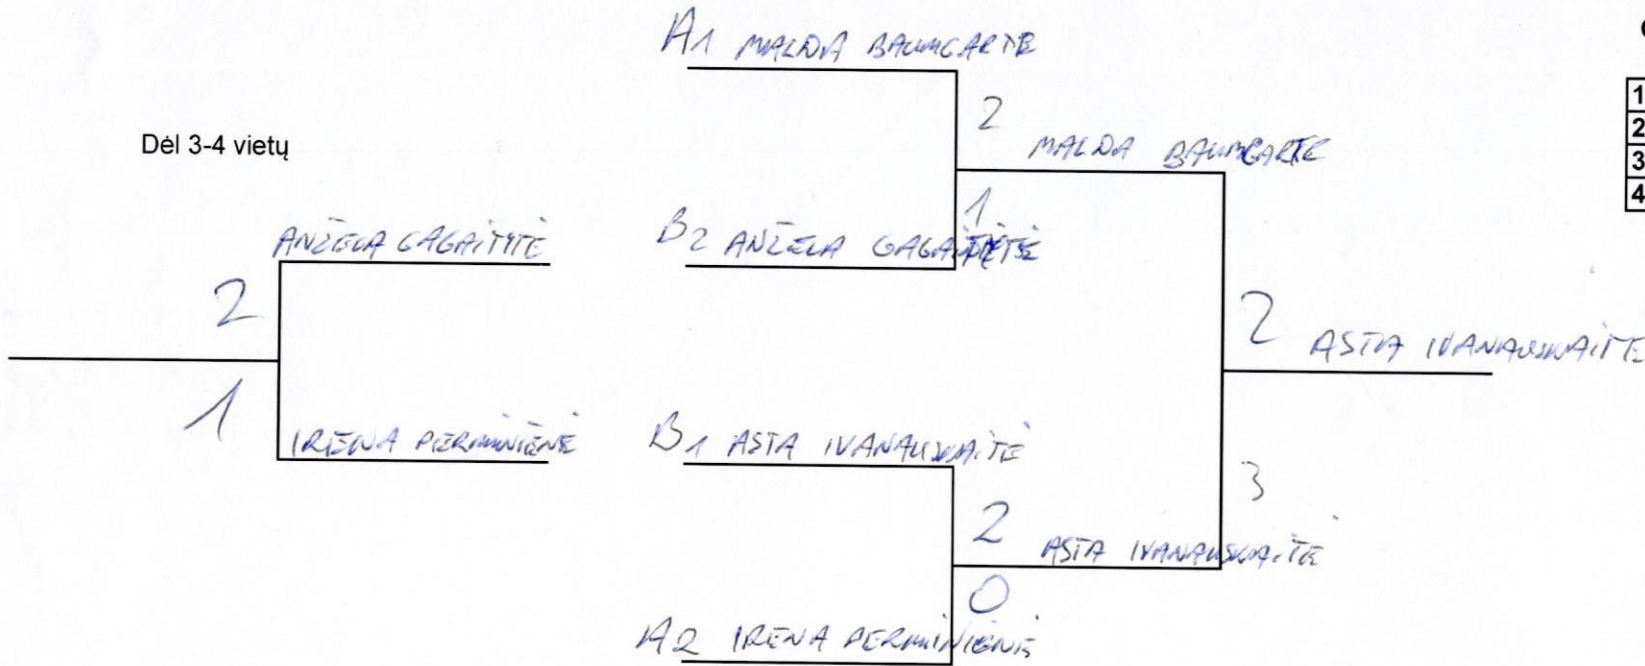 A1 MALDA BAUMGARTE
2
Dėl 3-4 vietų
MALDA BAUMGARTE
1
ANŽELA GAGAITYTĖ
B2 ANŽELA GAGAITYTĖ
2
2
ASTA IVANAUSKAITĖ
1
IRENA PERMINIENĖ
B1 ASTA IVANAUSKAITĖ
3
2
ASTA IVANAUSKAITĖ
0
A2 IRENA PERMINIENĖ
1
2
3
4